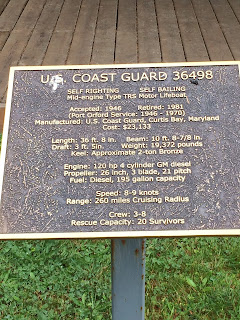 U.S. COAST GUARD 36498
SELF RIGHTING SELF BAILING
Mid-engine Type TRS Motor Lifeboat
Accepted: 1946 Retired: 1981
(Port Orford Service: 1946 - 1970)
Manufactured: U.S. Coast Guard, Curtis Bay, Maryland
Cost: $23,133
Length: 36 ft. 8 in. Beam: 10 ft. 8-7/8 in.
Draft: 3 ft. 5in. Weight: 19,372 pounds
Keel: Approximate 2-ton Bronze
Engine: 120 hp 4 cylinder GM diesel
Propeller: 26 inch, 3 blade, 21 pitch
Fuel: Diesel, 195 gallon capacity
Speed: 8-9 knots
Range: 260 miles Cruising Radius
Crew: 3-8
Rescue Capacity: 20 Survivors